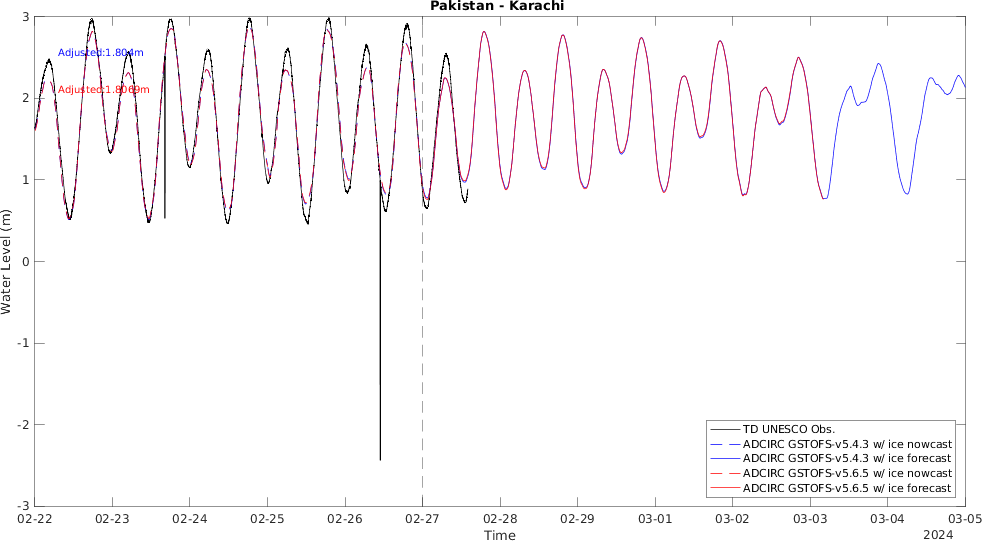 Pakistan - Karachi
Adjusted:1.804m
Adjusted:1.8069m
Water Level (m)
3
2
1
0
-1
-2
-3
TD UNESCO Obs.
ADCIRC GSTOFS-v5.4.3 w/ ice nowcast
ADCIRC GSTOFS-v5.4.3 w/ ice forecast
ADCIRC GSTOFS-v5.6.5 w/ ice nowcast
ADCIRC GSTOFS-v5.6.5 w/ ice forecast
02-22 02-23 02-24 02-25 02-26 02-27 02-28 02-29 03-01 03-02 03-03 03-04 03-05
Time
2024